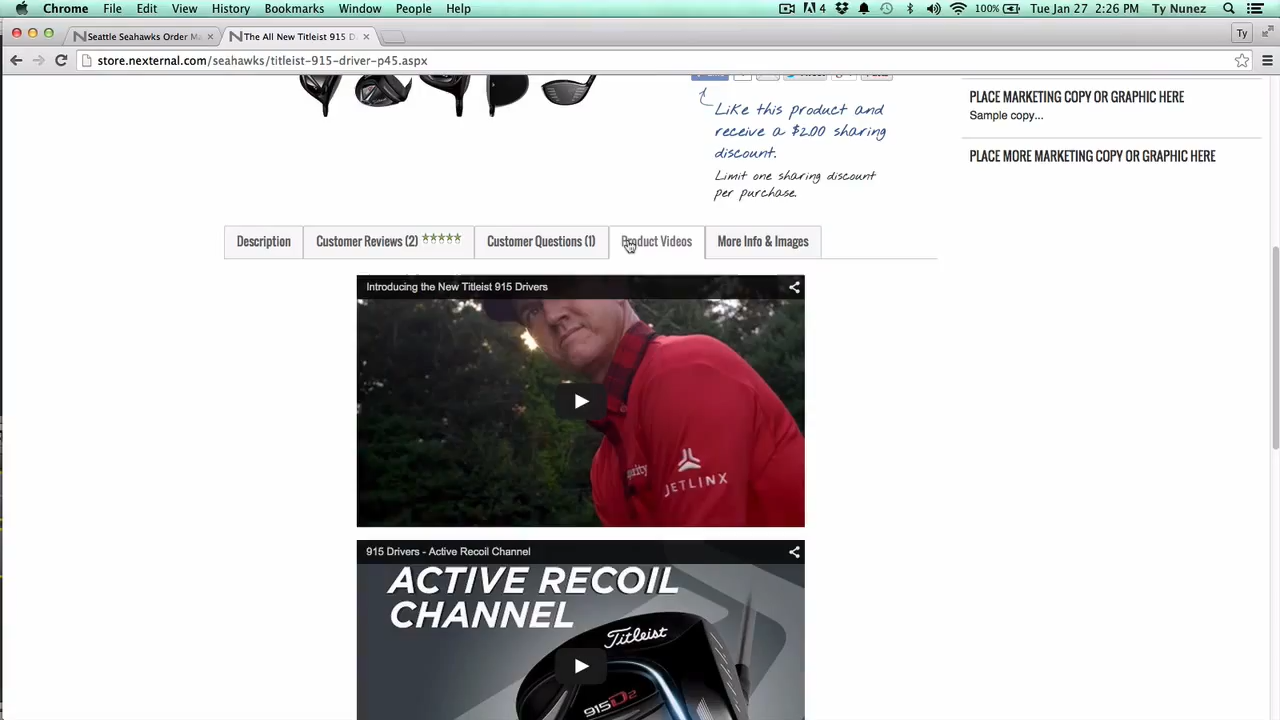 Chrome File Edit View History Bookmarks Window People Help 4 100% Tue Jan 27 2:26 PM Ty Nunez
Seattle Seahawks Order Ma × The All New Titleist 915 D × Ty
store.nexternal.com/seahawks/titleist-915-driver-p45.aspx
Like this product and
receive a $2.00 sharing
discount.
Limit one sharing discount
per purchase.
PLACE MARKETING COPY OR GRAPHIC HERE
Sample copy...
PLACE MORE MARKETING COPY OR GRAPHIC HERE
Description Customer Reviews (2) Customer Questions (1) Product Videos More Info & Images
Introducing the New Titleist 915 Drivers
JETLINX
915 Drivers - Active Recoil Channel
ACTIVE RECOIL
CHANNEL
Titleist
915D2